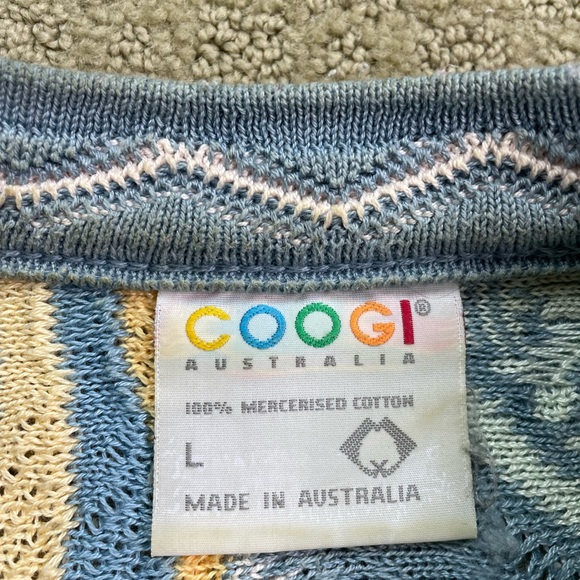 COOGI®
AUSTRALIA
100% MERCERISED COTTON
L
MADE IN AUSTRALIA